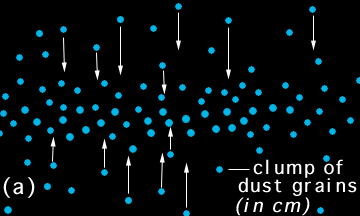 (a)
—clump of
dust grains
(in cm)